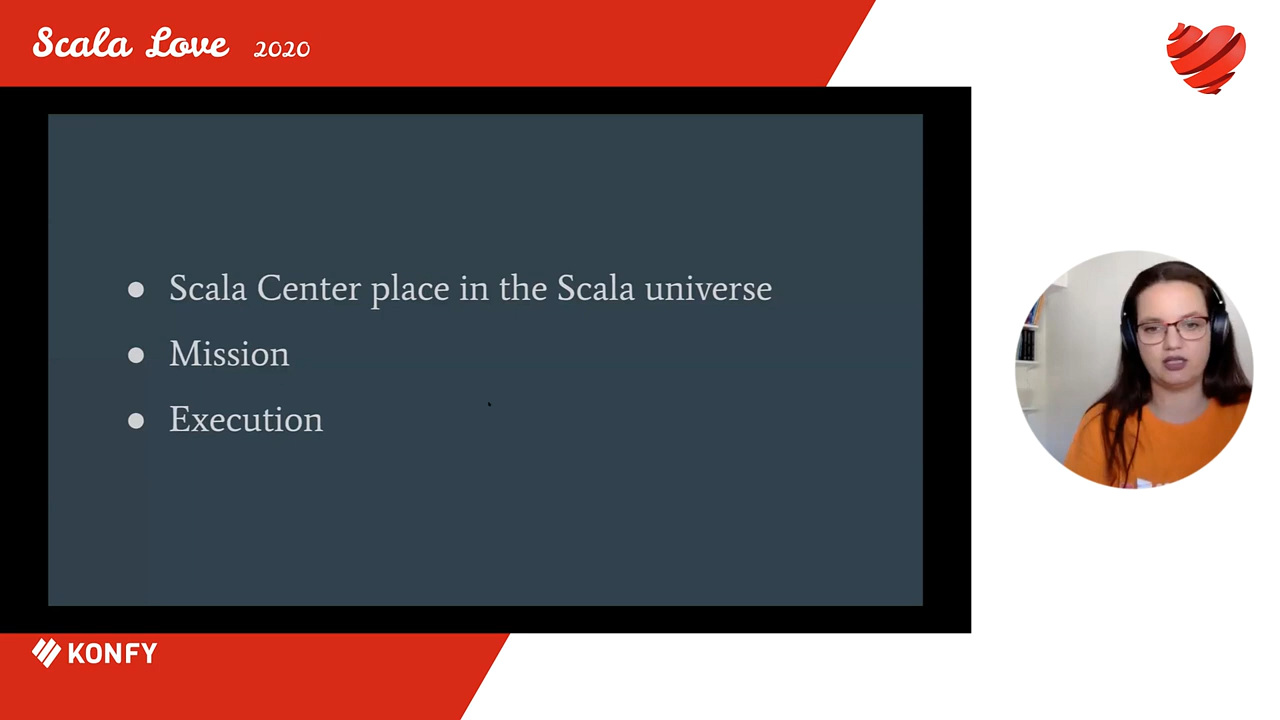 Scala Love 2020
● Scala Center place in the Scala universe
● Mission
● Execution
KONFY